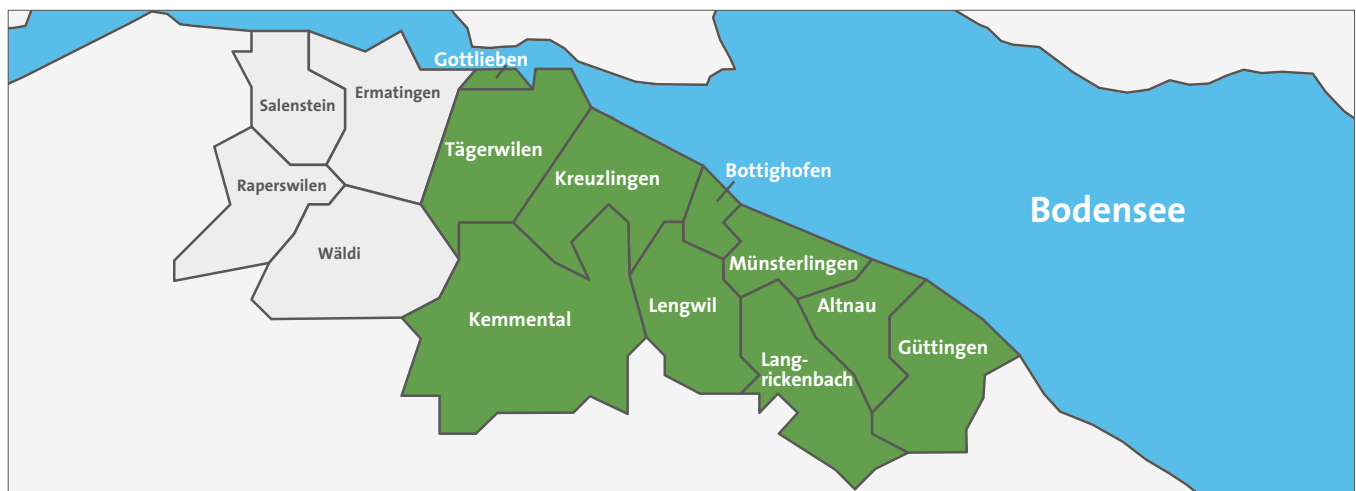 Gottlieben
Ermatingen
Salenstein
Tägerwilen
Bottighofen
Kreuzlingen
Raperswilen
Bodensee
Wäldi
Münsterlingen
Lengwil
Altnau
Kemmental
Güttingen
Lang-
rickenbach